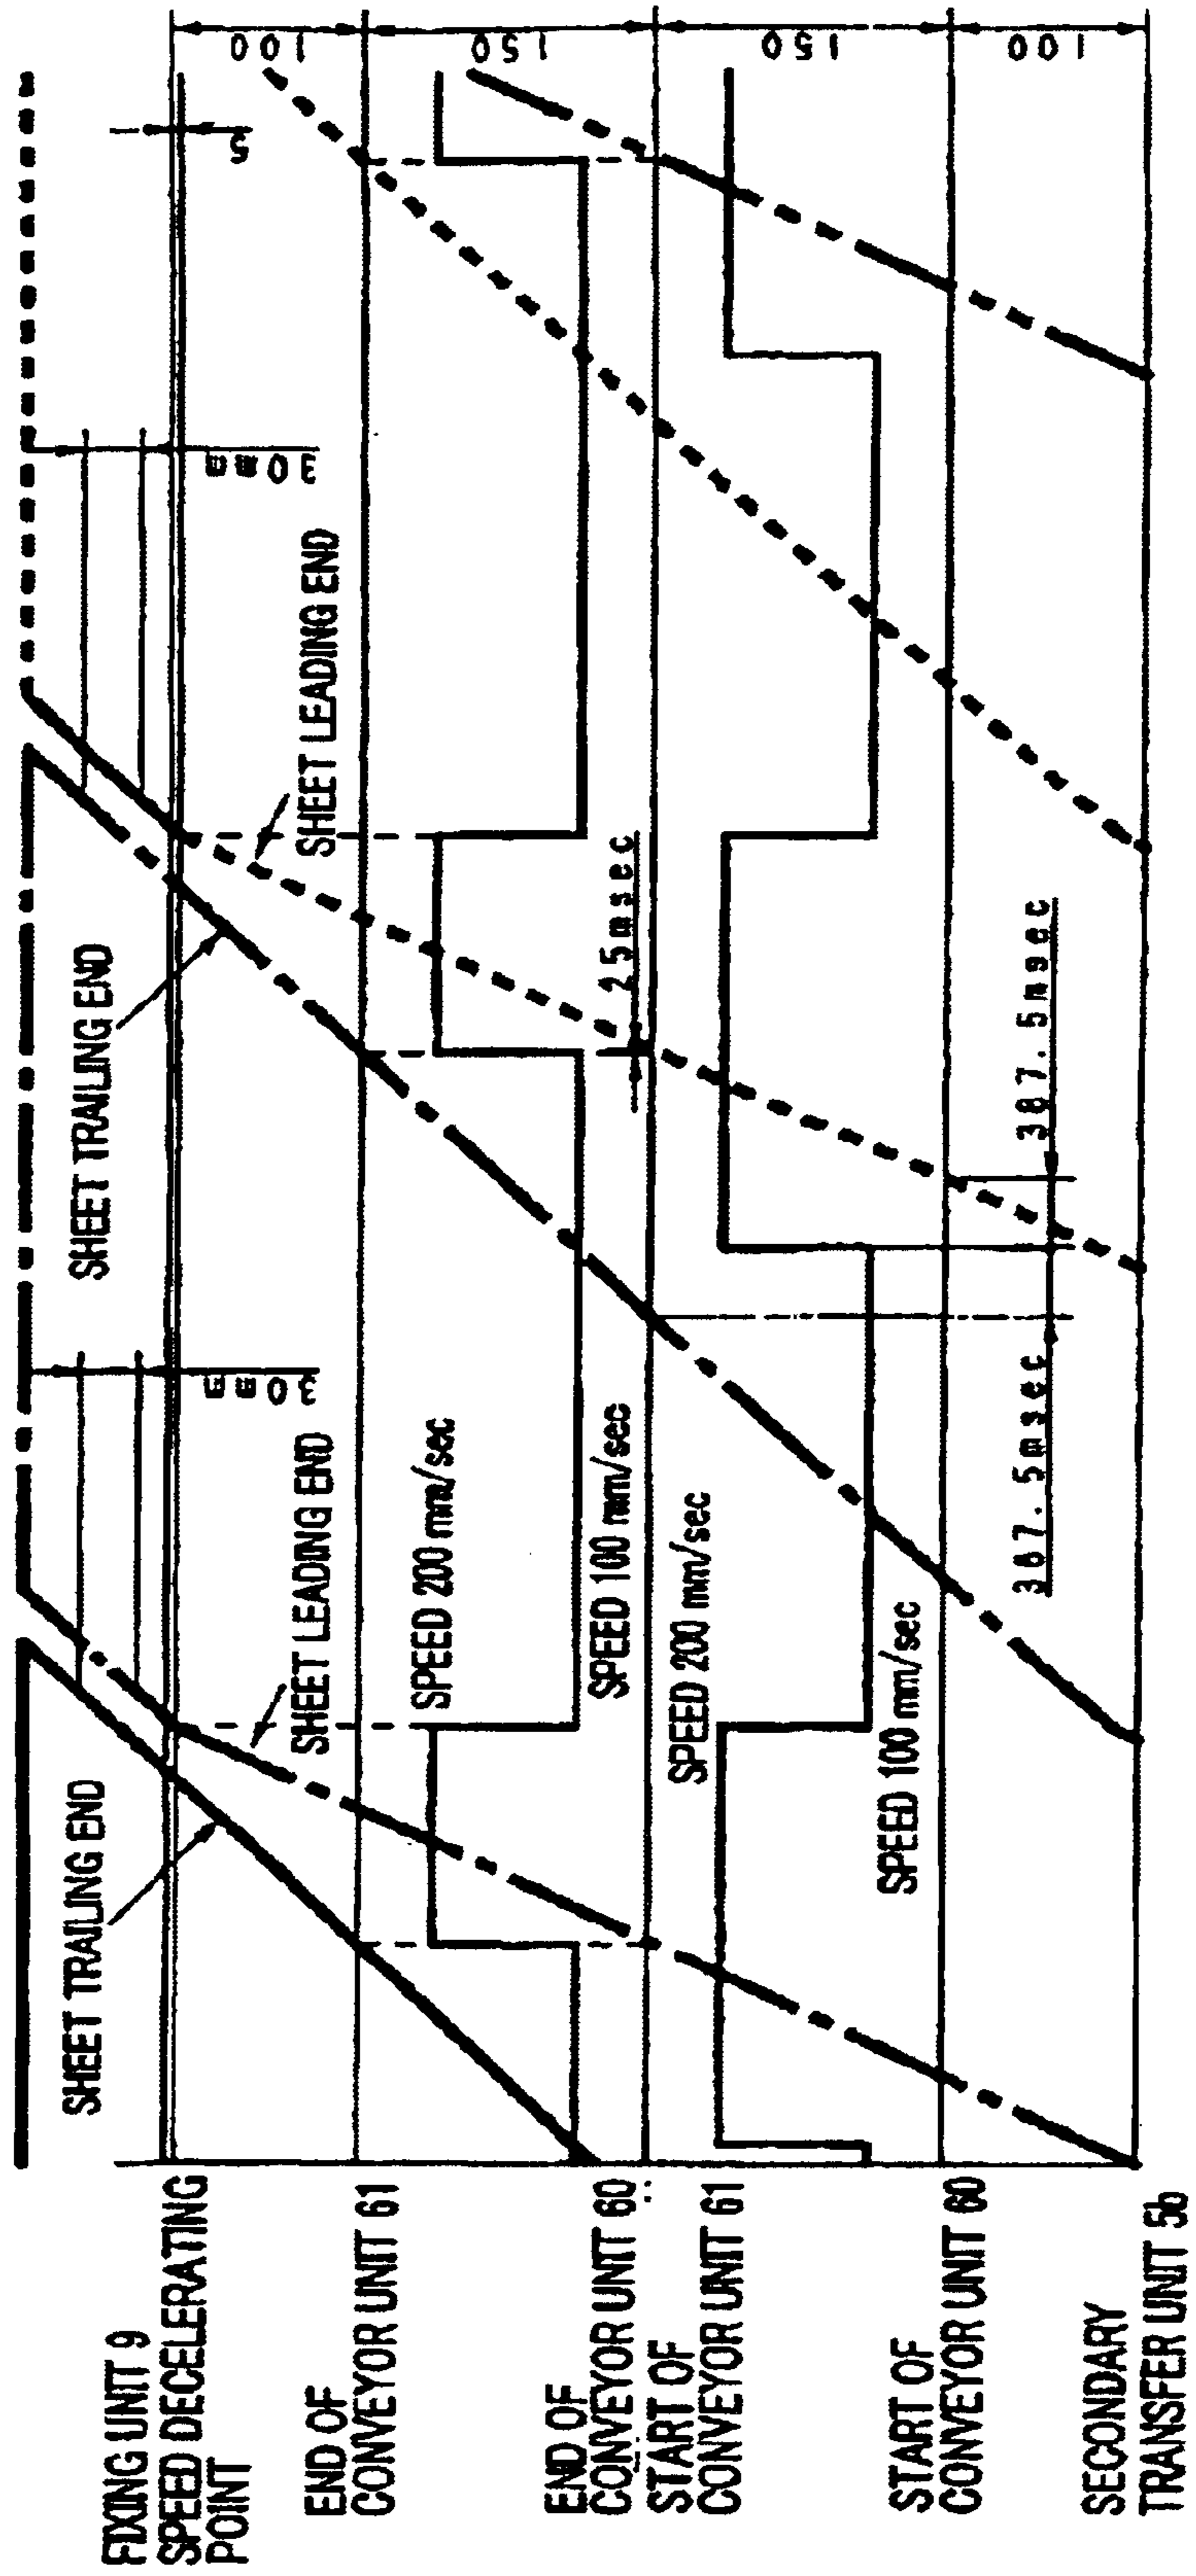 FIXING UNIT 9
SPEED DECELERATING
POINT
END OF
CONVEYOR UNIT 61
END OF
CONVEYOR UNIT 60
START OF
CONVEYOR UNIT 61
START OF
CONVEYOR UNIT 60
SECONDARY
TRANSFER UNIT 5b
SHEET TRAILING END
SHEET LEADING END
30mm
SPEED 200 mm/sec
SPEED 100 mm/sec
SPEED 200 mm/sec
SPEED 100 mm/sec
387.5msec
387.5msec
25msec
SHEET TRAILING END
SHEET LEADING END
30mm
5
100
150
150
100